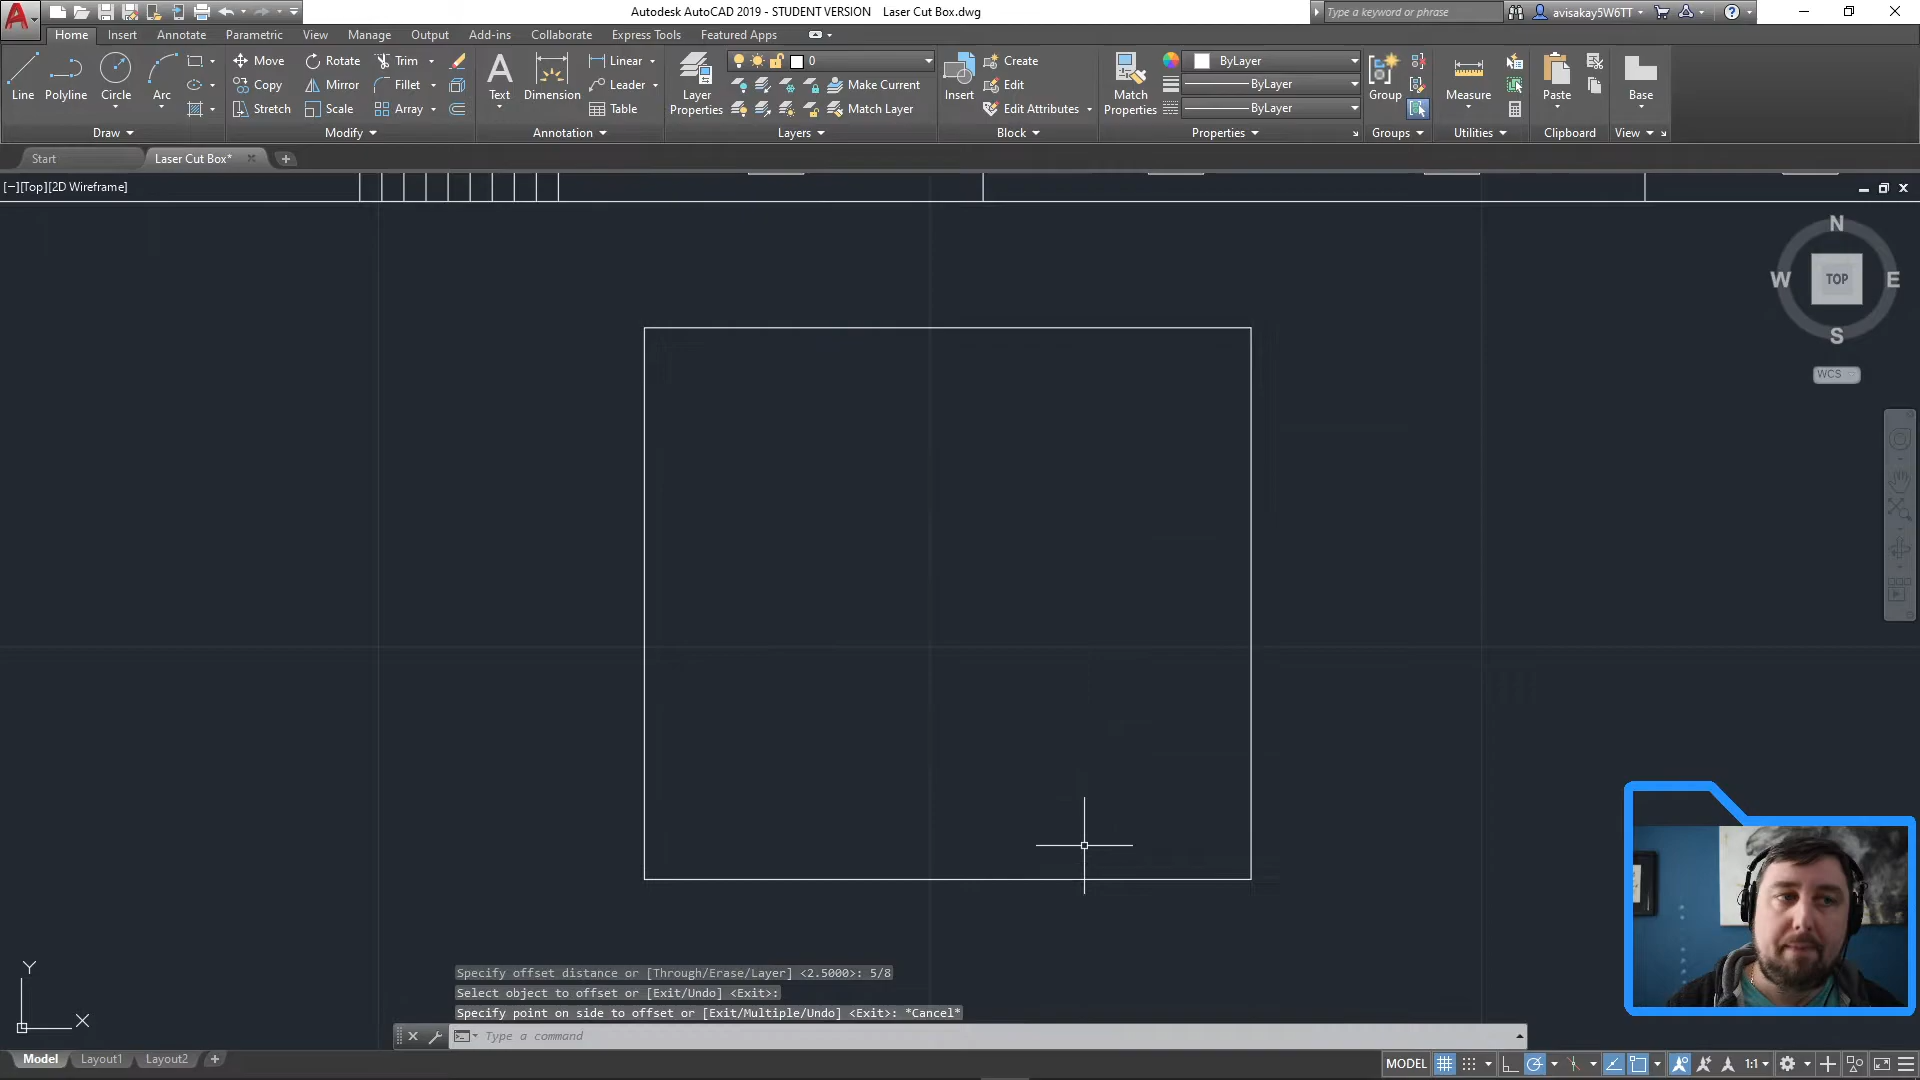 Autodesk AutoCAD 2019 - STUDENT VERSION Laser Cut Box.dwg
Type a keyword or phrase
avisakay5W6TT
Home Insert Annotate Parametric View Manage Output Add-ins Collaborate Express Tools Featured Apps
Line
Polyline
Circle
Arc
Draw
Move
Rotate
Trim
Copy
Mirror
Fillet
Stretch
Scale
Array
Modify
Text
Dimension
Linear
Leader
Table
Annotation
Layer
Properties
0
Make Current
Match Layer
Layers
Insert
Create
Edit
Edit Attributes
Block
Match
Properties
ByLayer
ByLayer
ByLayer
Properties
Group
Groups
Measure
Utilities
Paste
Clipboard
Base
View
Start
Laser Cut Box*
[−][Top][2D Wireframe]
N
W
TOP
E
S
WCS
Y
X
Specify offset distance or [Through/Erase/Layer] <2.5000>: 5/8
Select object to offset or [Exit/Undo] <Exit>:
Specify point on side to offset or [Exit/Multiple/Undo] <Exit>: *Cancel*
Type a command
Model
Layout1
Layout2
MODEL
1:1